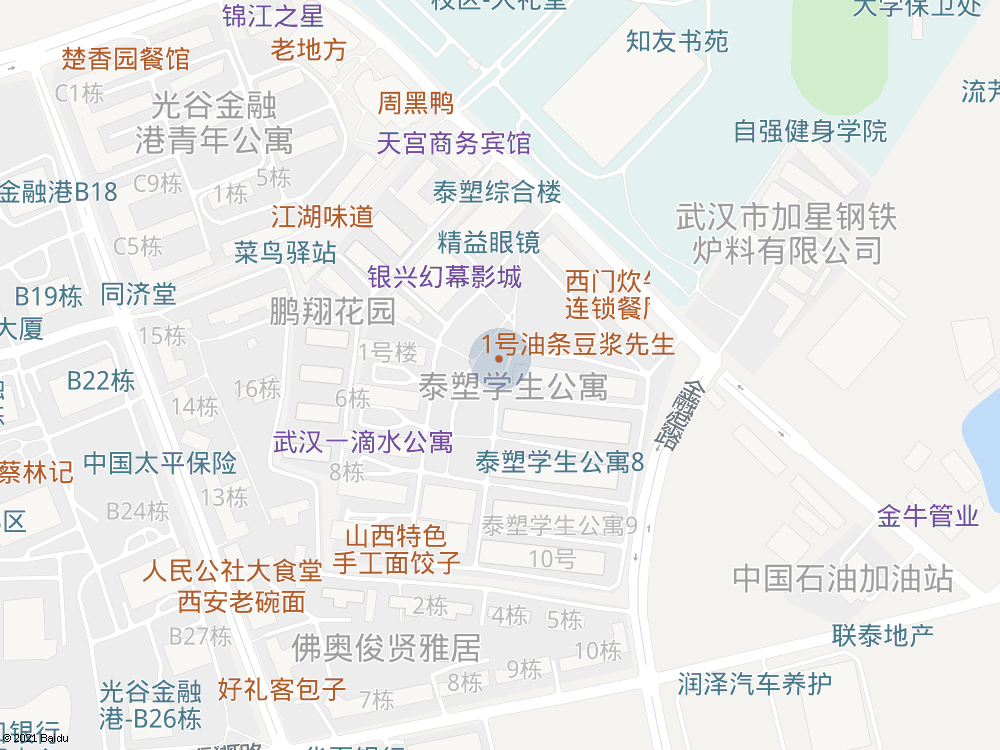 锦江之星
大学保卫处
老地方
知友书苑
楚香园餐馆
C1栋
光谷金融
港青年公寓
周黑鸭
流芳
自强健身学院
天宫商务宾馆
C9栋
5栋
1栋
金融港B18
泰塑综合楼
江湖味道
武汉市加星钢铁
炉料有限公司
C5栋
菜鸟驿站
精益眼镜
银兴幻幕影城
西门炊
连锁餐厅
B19栋
同济堂
鹏翔花园
大厦
15栋
1号楼
1号油条豆浆先生
B22栋
16栋
14栋
6栋
泰塑学生公寓
金融港路
武汉一滴水公寓
中国太平保险
蔡林记
8栋
泰塑学生公寓8
13栋
B24栋
区
金牛管业
泰塑学生公寓9
山西特色
手工面饺子
10号
人民公社大食堂
西安老碗面
中国石油加油站
2栋
4栋
5栋
B27栋
佛奥俊贤雅居
10栋
联泰地产
9栋
8栋
7栋
好礼客包子
光谷金融
港-B26栋
润泽汽车养护
银行
© 2021 Baidu